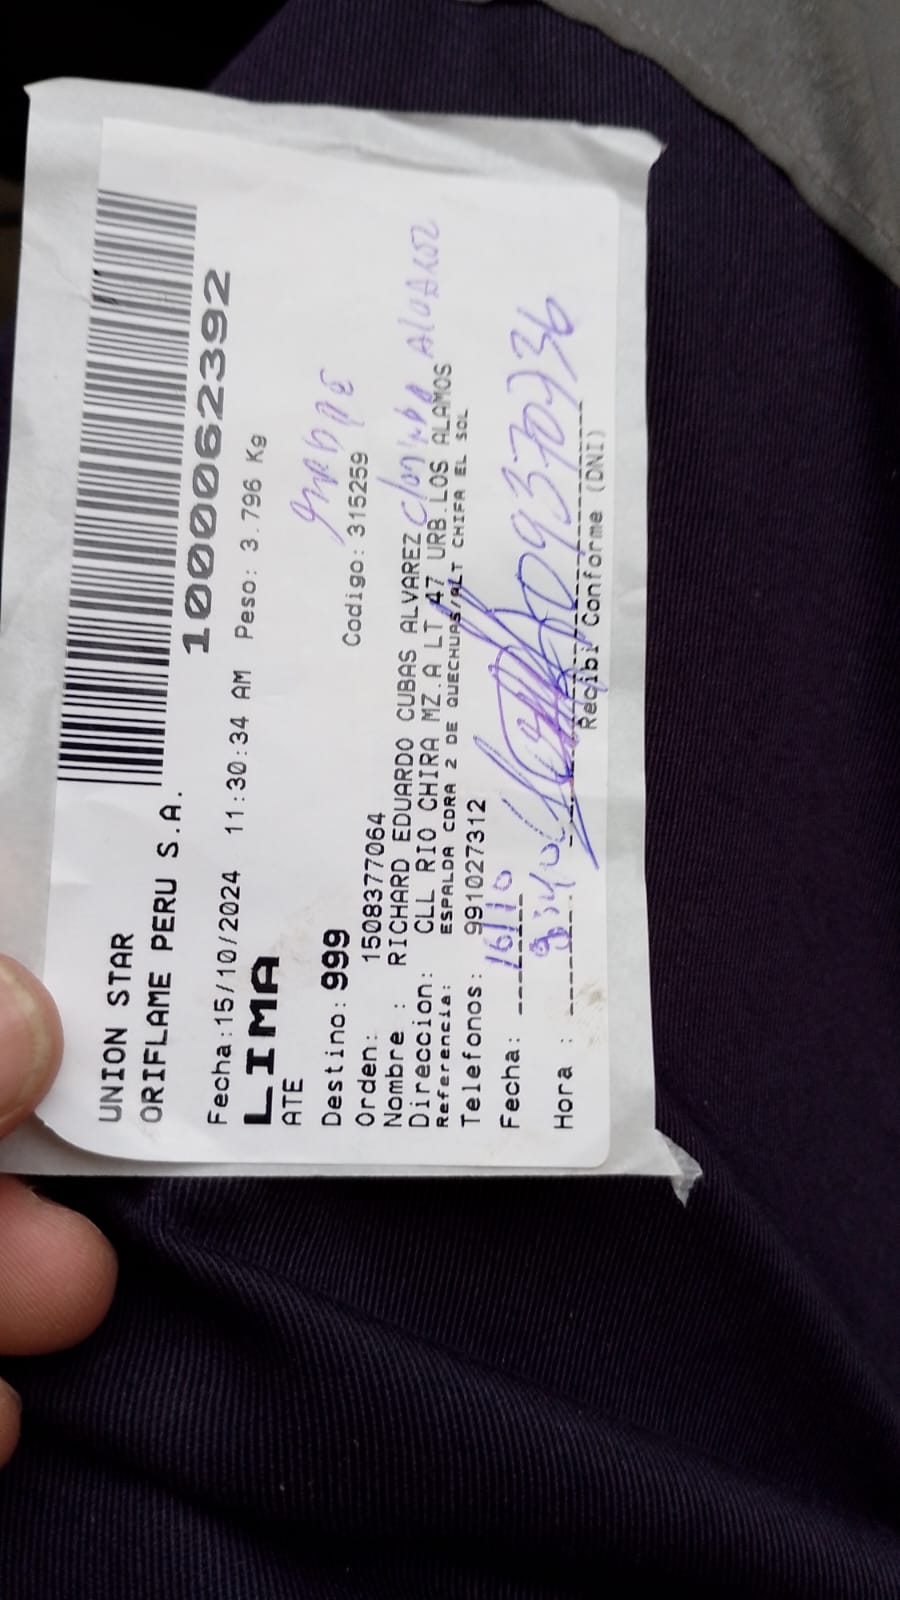 UNION STAR
ORIFLAME PERU S.A.
1000062392
Fecha:15/10/2024 11:30:34 AM Peso: 3.796 Kg
LIMA
ATE
madre
Destino: 999
Orden: 1508377064 Codigo: 315259
Nombre : RICHARD EDUARDO CUBAS ALVAREZ
Direccion: CLL RIO CHIRA MZ.A LT 47 URB.LOS ALAMOS
Referencia: ESPALDA CDRA 2 DE QUECHUAS/ALT CHIFA EL SOL
Telefonos: 991027312
Fecha: 16/10
Hora :
Recibi Conforme (DNI)